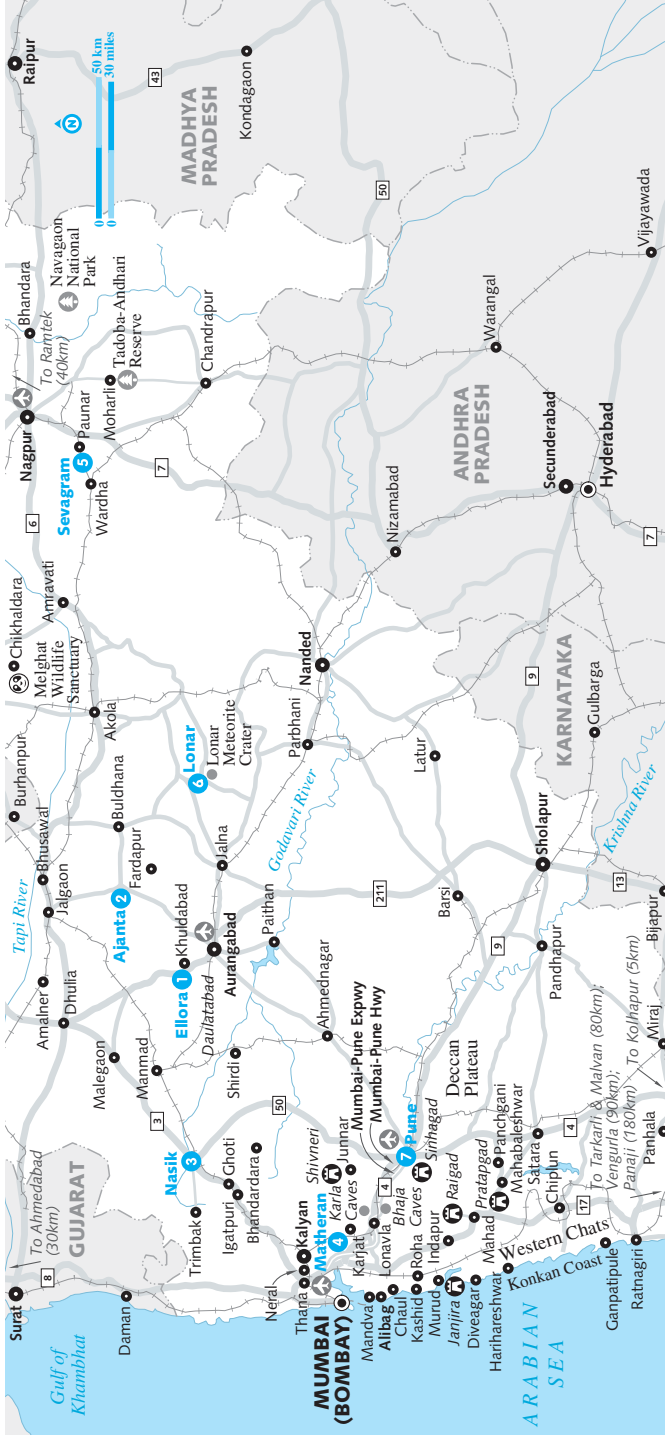 Surat
To Ahmedabad
(30km)
GUJARAT
8
Gulf of
Khambhat
Daman
Amalner
Dhulia
Tapi River
Jalgaon
Bhusawal
Burhanpur
Chikhaldara
Melghat
Wildlife
Sanctuary
Akola
Amravati
6
Nagpur
To Ramtek
(40km)
Bhandara
Navagaon
National
Park
Raipur
N
0
50 km
0
30 miles
43
MADHYA
PRADESH
Kondagaon
Malegaon
Manmad
3
Nasik
3
Trimbak
Igatpuri
Ghoti
Bhandardara
50
Shirdi
Ajanta
2
Fardapur
Buldhana
Ellora
1
Khuldabad
Daulatabad
Aurangabad
Jalna
Lonar
6
Lonar
Meteorite
Crater
Paithan
Godavari River
Parbhani
Nanded
Sevagram
5
Paunar
Wardha
7
Moharli
Tadoba-Andhari
Reserve
Chandrapur
50
Neral
Thana
Kalyan
MUMBAI
(BOMBAY)
Matheran
4
Shivneri
Junnar
Karla
Caves
Karjat
Lonavla
Bhaja
Caves
4
Mumbai-Pune Expwy
Mumbai-Pune Hwy
7
Pune
Sinhagad
Ahmednagar
Mandva
Alibag
Chaul
Kashid
Roha
Murud
Indapur
Janjira
Raigad
Diveagar
Mahad
Pratapgad
Harihareshwar
Panchgani
Mahabaleshwar
Satara
Chiplun
Deccan
Plateau
211
Barsi
Latur
9
Pandhapur
Sholapur
13
Bijapur
Krishna River
KARNATAKA
Gulbarga
9
Nizamabad
ANDHRA
PRADESH
Warangal
Secunderabad
Hyderabad
7
Vijayawada
4
17
Western Ghats
Konkan Coast
Ganpatipule
Ratnagiri
Panhala
Miraj
To Tarkarli & Malvan (80km);
Vengurla (90km);
Panaji (180km)
To Kolhapur (5km)
ARABIAN
SEA